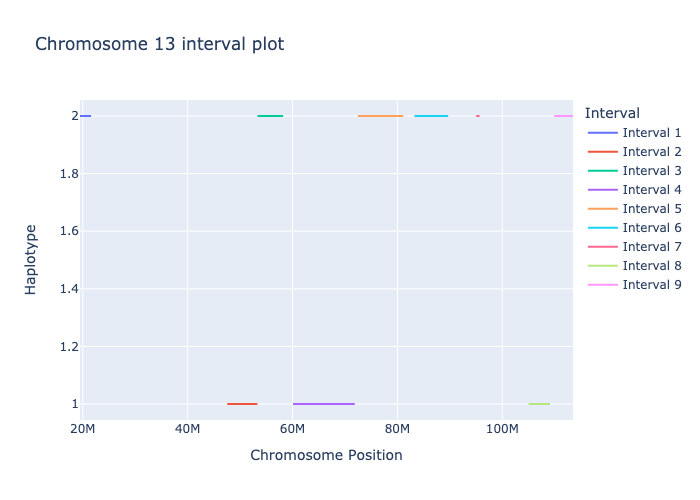 Chromosome 13 interval plot
Interval
2
Interval 1
Interval 2
Interval 3
Interval 4
Interval 5
Interval 6
Interval 7
Interval 8
Interval 9
1.8
1.6
1.4
1.2
1
Haplotype
20M 40M 60M 80M 100M
Chromosome Position